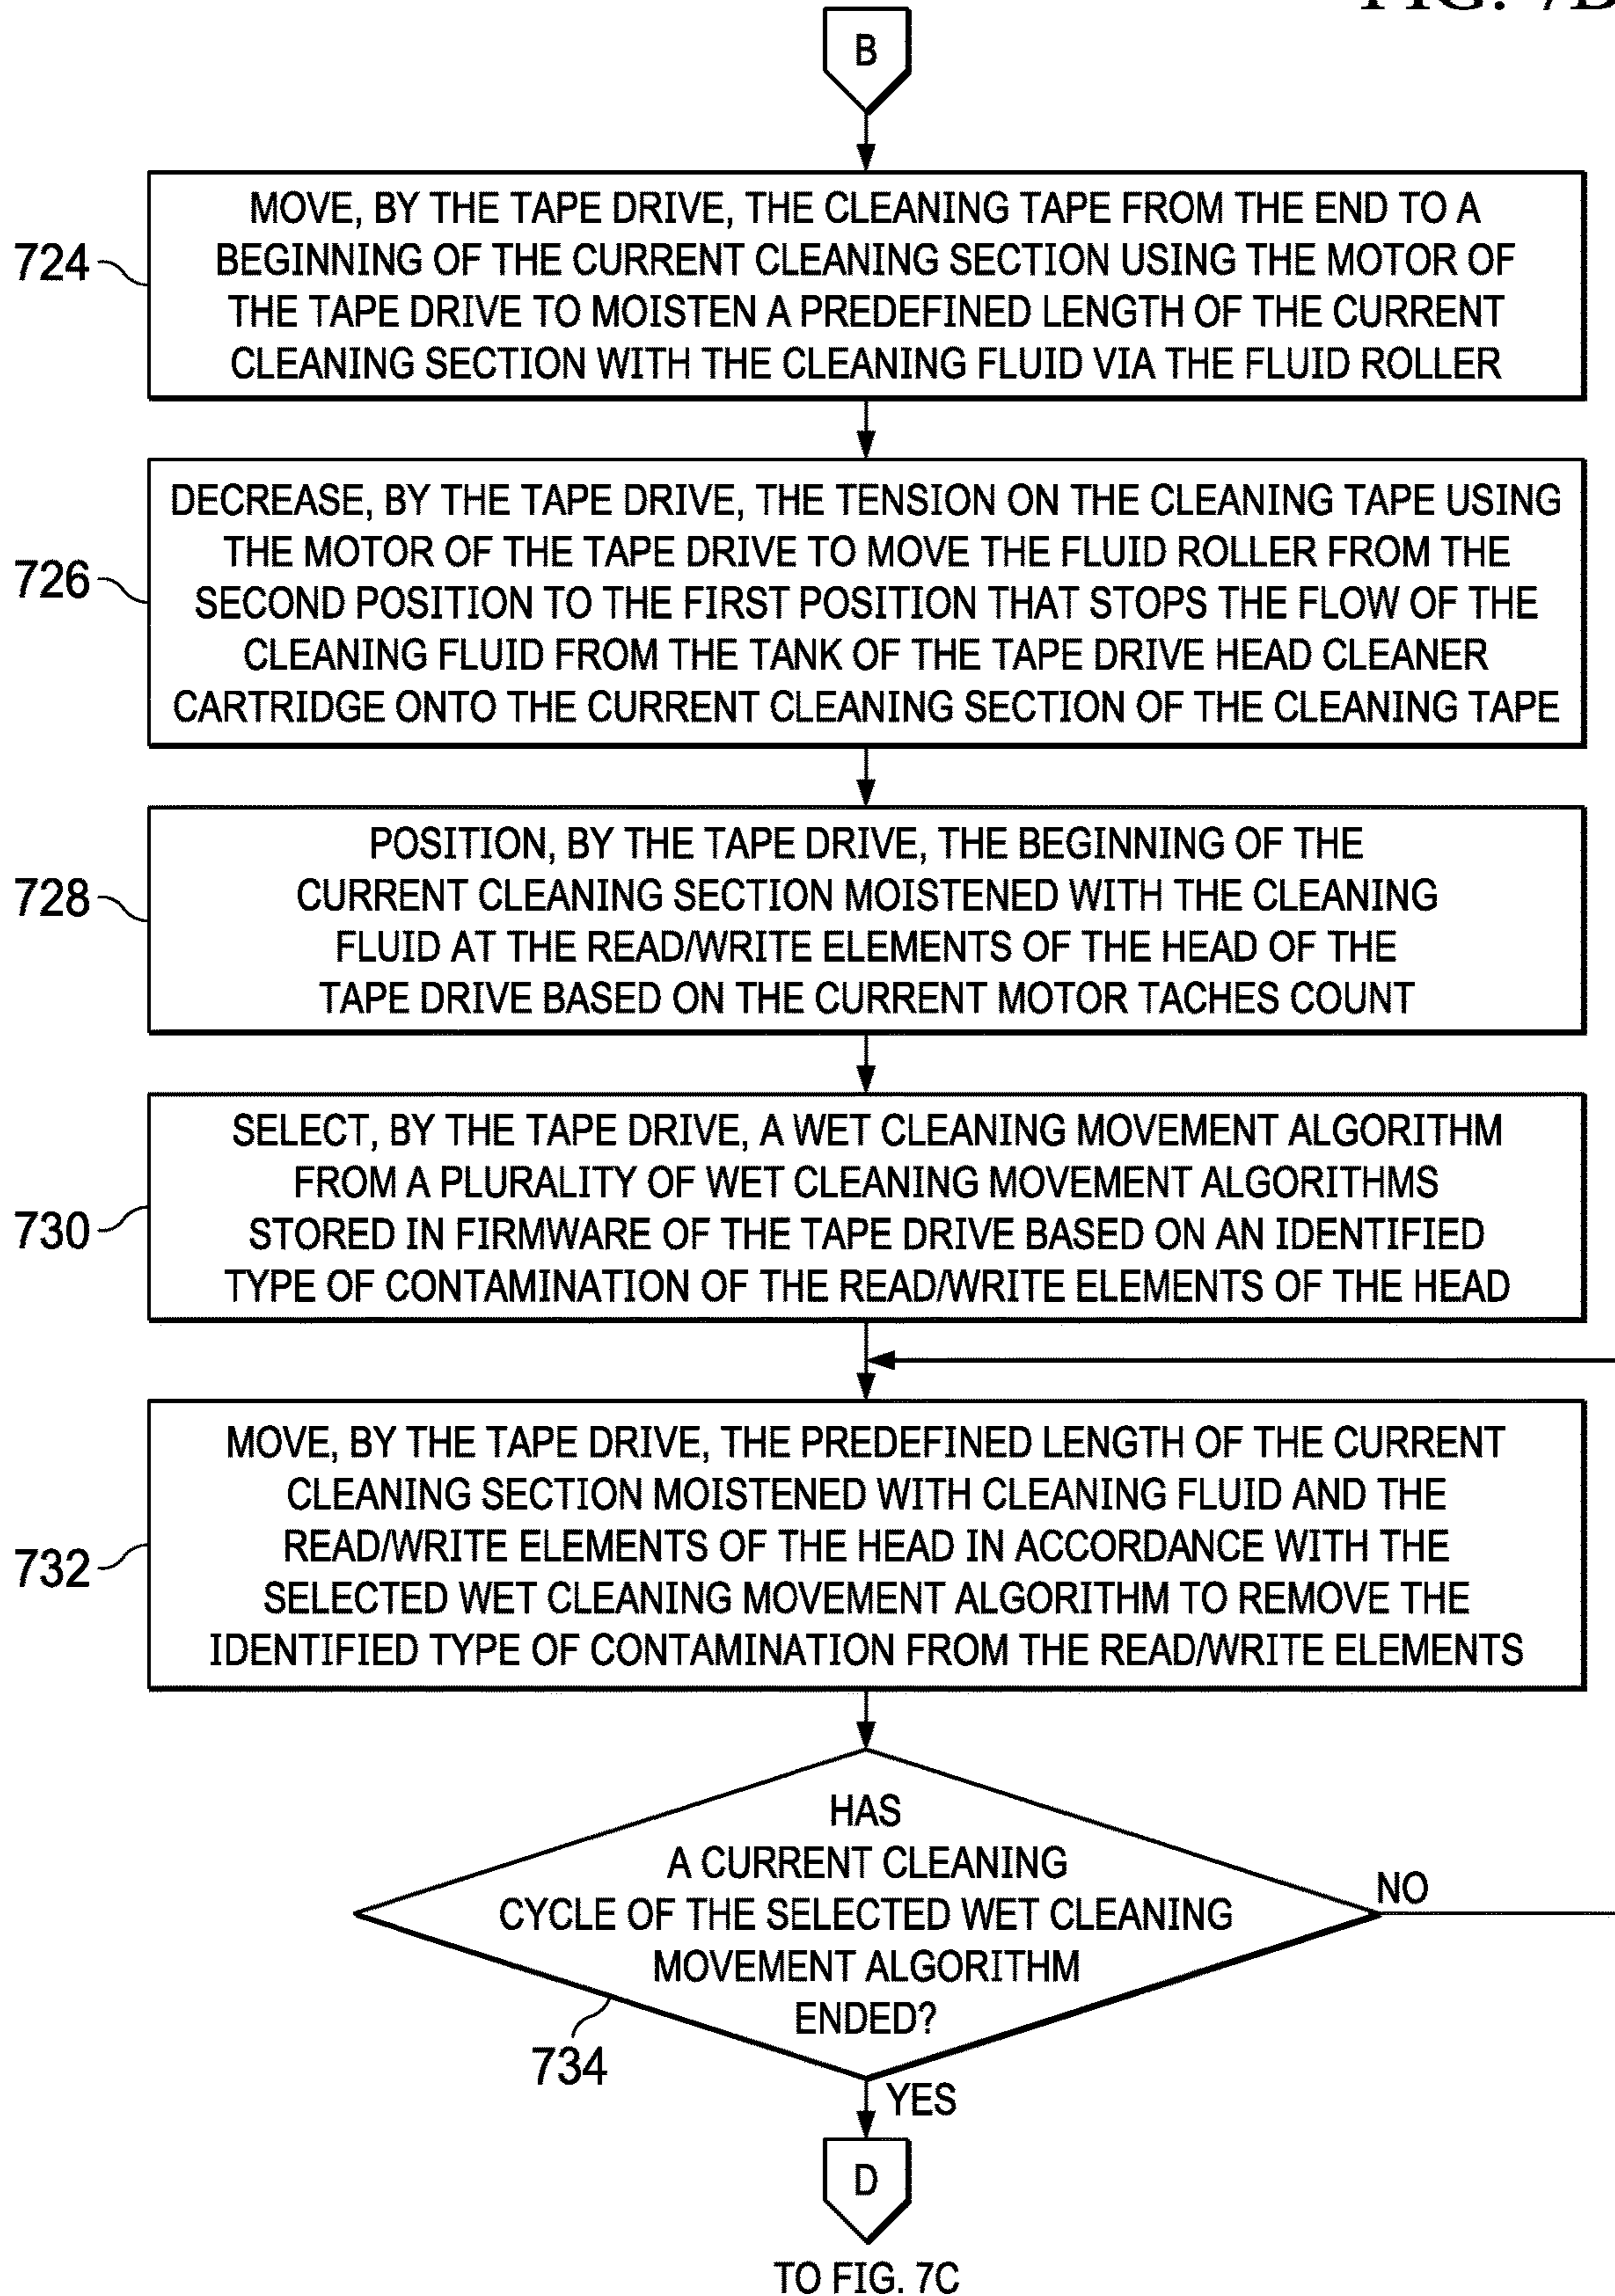 FIG. 7B
B
724
MOVE, BY THE TAPE DRIVE, THE CLEANING TAPE FROM THE END TO A
BEGINNING OF THE CURRENT CLEANING SECTION USING THE MOTOR OF
THE TAPE DRIVE TO MOISTEN A PREDEFINED LENGTH OF THE CURRENT
CLEANING SECTION WITH THE CLEANING FLUID VIA THE FLUID ROLLER
726
DECREASE, BY THE TAPE DRIVE, THE TENSION ON THE CLEANING TAPE USING
THE MOTOR OF THE TAPE DRIVE TO MOVE THE FLUID ROLLER FROM THE
SECOND POSITION TO THE FIRST POSITION THAT STOPS THE FLOW OF THE
CLEANING FLUID FROM THE TANK OF THE TAPE DRIVE HEAD CLEANER
CARTRIDGE ONTO THE CURRENT CLEANING SECTION OF THE CLEANING TAPE
728
POSITION, BY THE TAPE DRIVE, THE BEGINNING OF THE
CURRENT CLEANING SECTION MOISTENED WITH THE CLEANING
FLUID AT THE READ/WRITE ELEMENTS OF THE HEAD OF THE
TAPE DRIVE BASED ON THE CURRENT MOTOR TACHES COUNT
730
SELECT, BY THE TAPE DRIVE, A WET CLEANING MOVEMENT ALGORITHM
FROM A PLURALITY OF WET CLEANING MOVEMENT ALGORITHMS
STORED IN FIRMWARE OF THE TAPE DRIVE BASED ON AN IDENTIFIED
TYPE OF CONTAMINATION OF THE READ/WRITE ELEMENTS OF THE HEAD
732
MOVE, BY THE TAPE DRIVE, THE PREDEFINED LENGTH OF THE CURRENT
CLEANING SECTION MOISTENED WITH CLEANING FLUID AND THE
READ/WRITE ELEMENTS OF THE HEAD IN ACCORDANCE WITH THE
SELECTED WET CLEANING MOVEMENT ALGORITHM TO REMOVE THE
IDENTIFIED TYPE OF CONTAMINATION FROM THE READ/WRITE ELEMENTS
HAS
A CURRENT CLEANING
CYCLE OF THE SELECTED WET CLEANING
MOVEMENT ALGORITHM
ENDED?
NO
734
YES
D
TO FIG. 7C